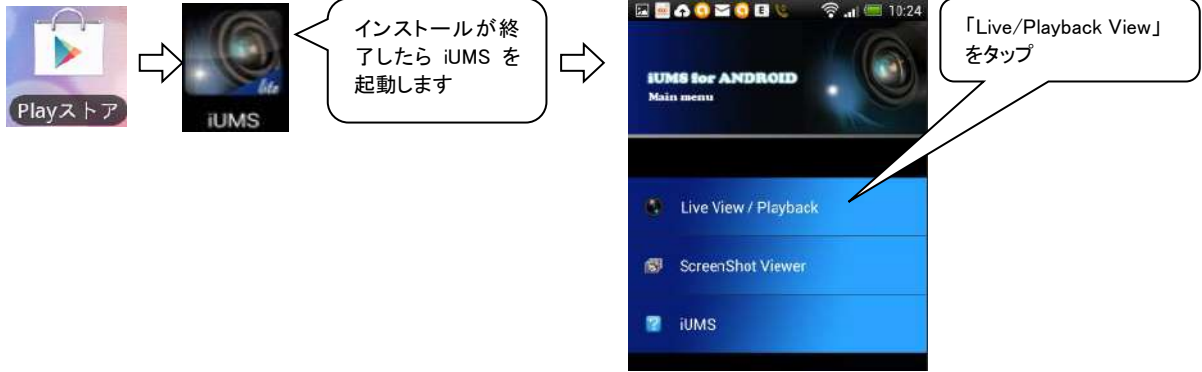 Playストア
lite
iUMS
インストールが終
了したら iUMS を
起動します
10:24
iUMS for ANDROID
Main menu
Live View / Playback
ScreenShot Viewer
iUMS
「Live/Playback View」
をタップ